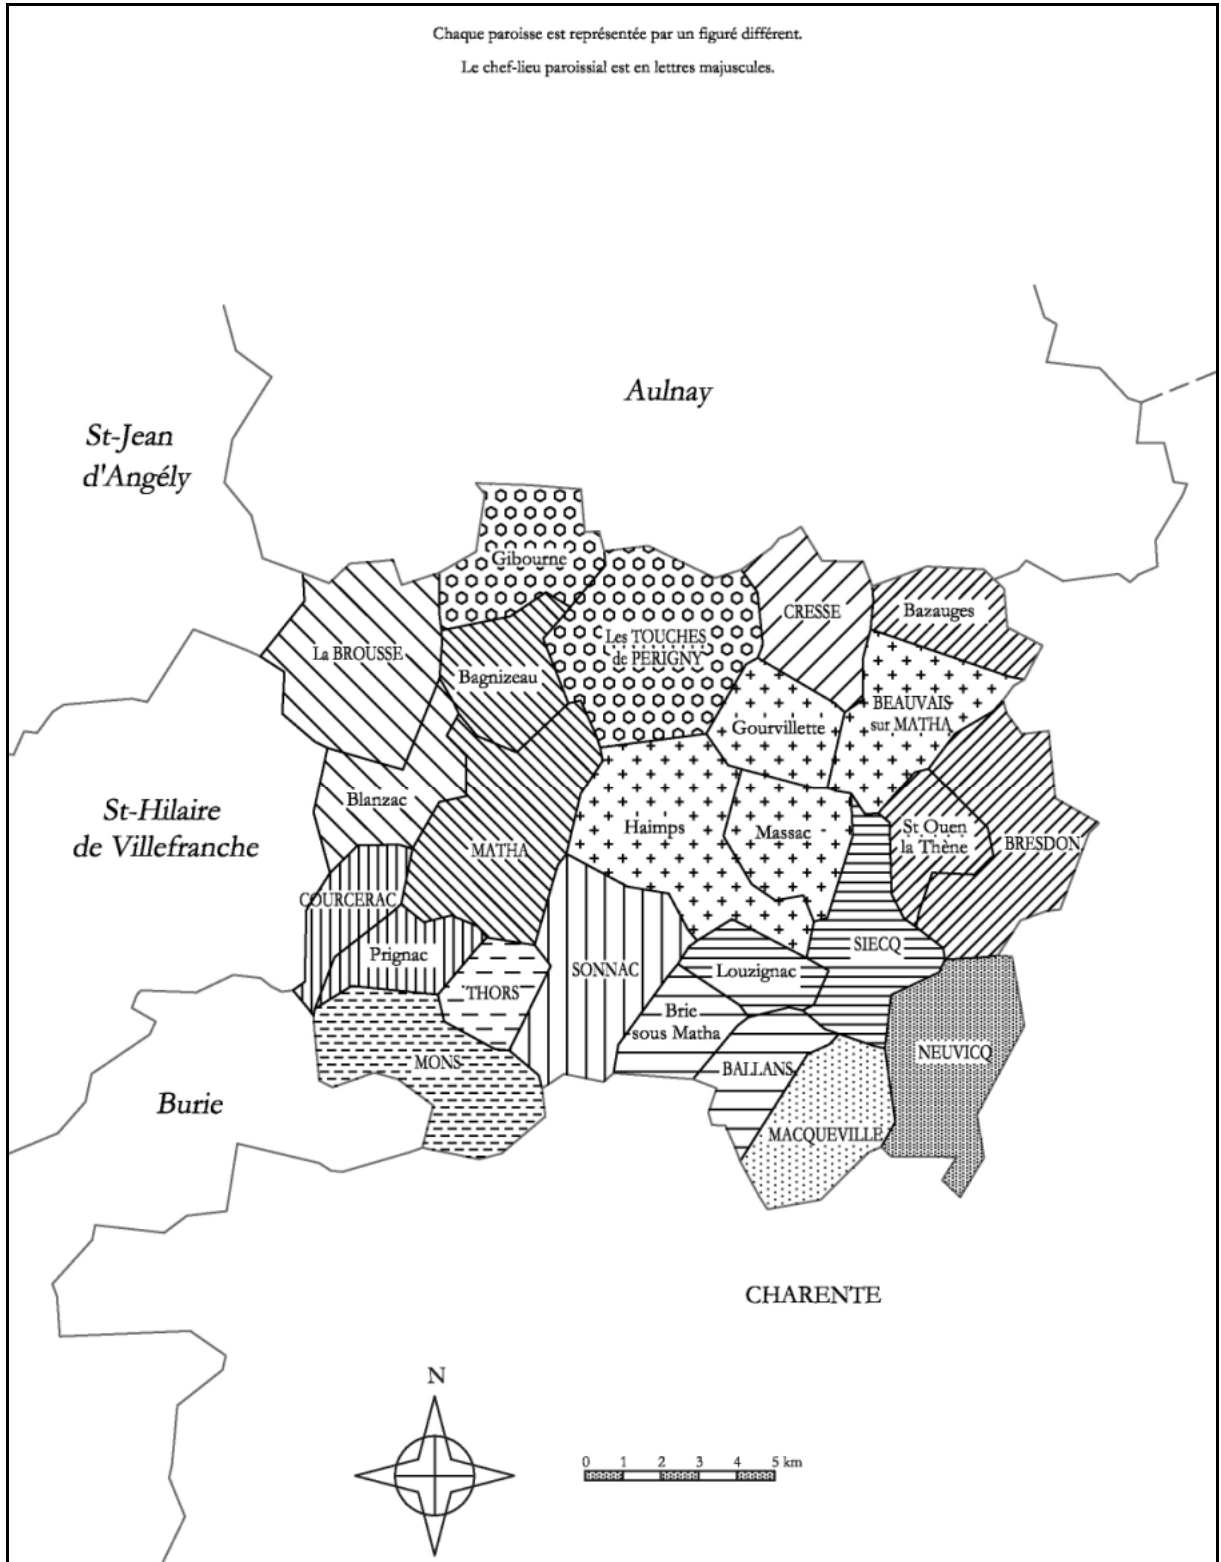 Chaque paroisse est représentée par un figuré différent.
Le chef-lieu paroissial est en lettres majuscules.
Aulnay
St-Jean
d'Angély
Gibourne
CRESSE
Bazauges
Les TOUCHES
de PERIGNY
La BROUSSE
Bagnizeau
BEAUVAIS
sur MATHA
Gourvillette
St-Hilaire
de Villefranche
Blanzac
Haimps
Massac
St Ouen
la Thène
BRESDON
MATHA
COURCERAC
Prignac
SIECQ
SONNAC
Louzignac
THORS
Brie
sous Matha
NEUVICQ
MONS
BALLANS
Burie
MACQUEVILLE
CHARENTE
N
0 1 2 3 4 5 km